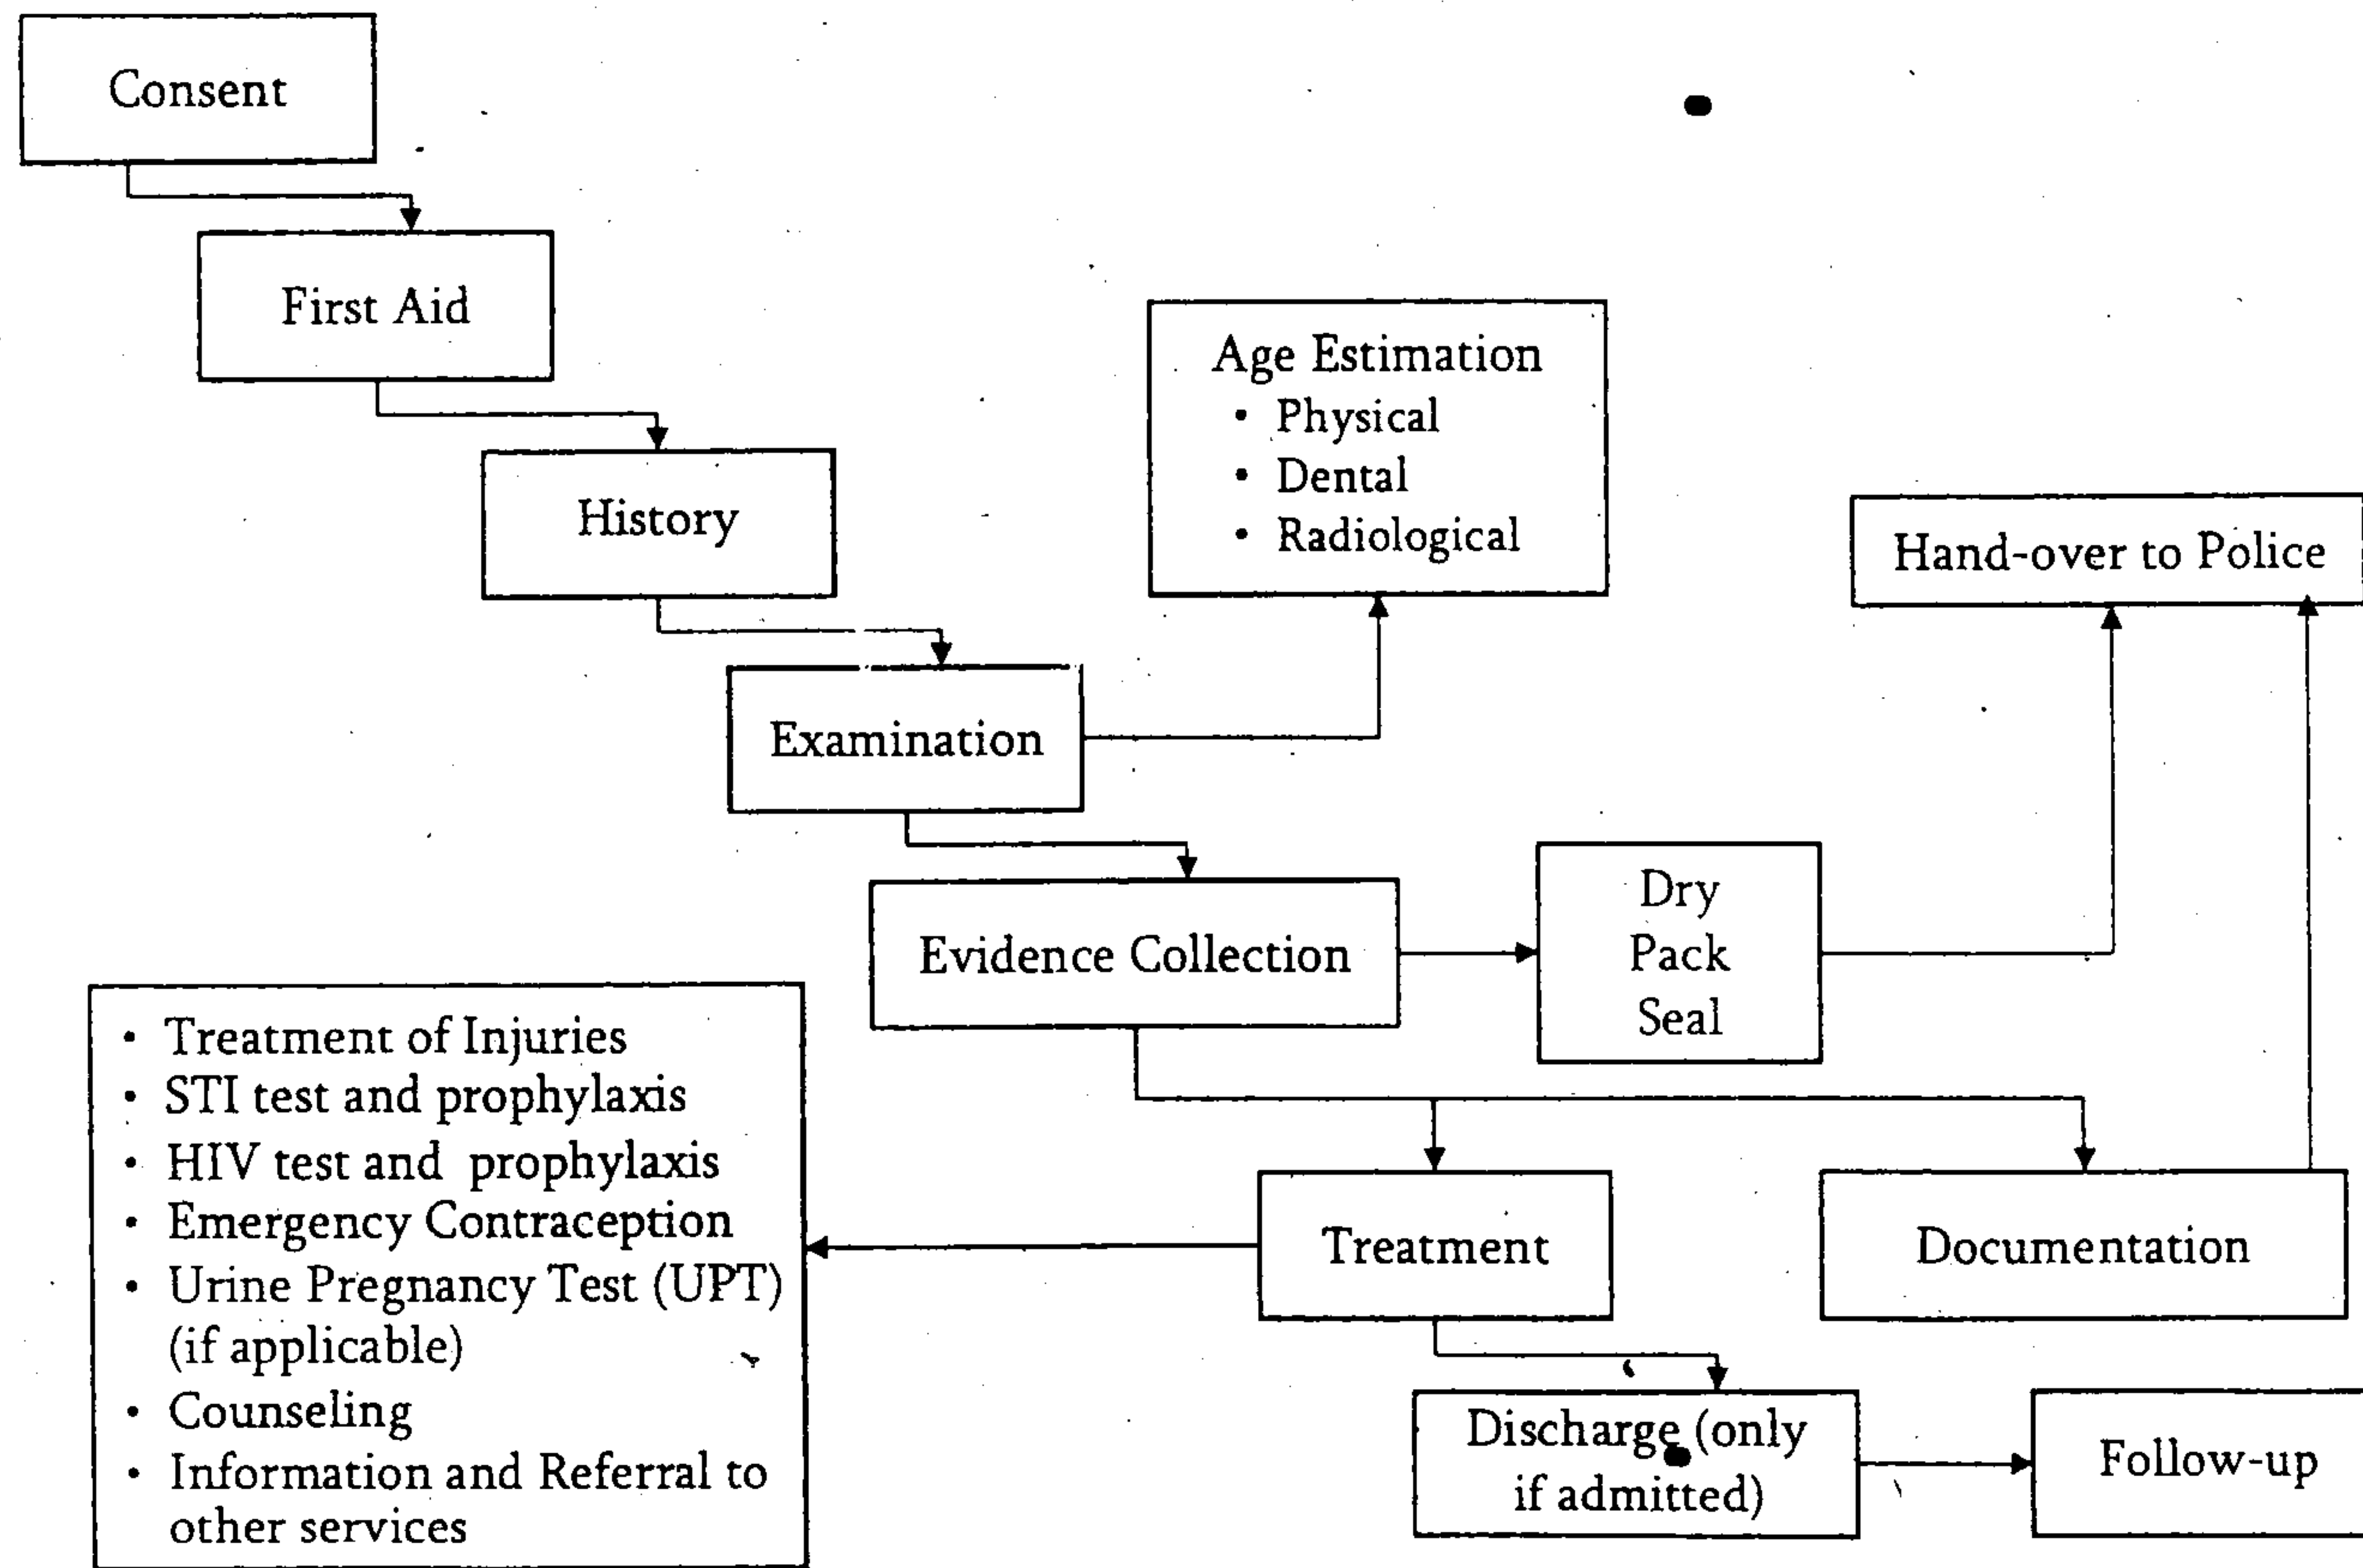 Consent
First Aid
History
Age Estimation
• Physical
• Dental
• Radiological
Hand-over to Police
Examination
Evidence Collection
Dry
Pack
Seal
• Treatment of Injuries
• STI test and prophylaxis
• HIV test and prophylaxis
• Emergency Contraception
• Urine Pregnancy Test (UPT)
(if applicable)
• Counseling
• Information and Referral to
other services
Treatment
Documentation
Discharge (only
if admitted)
Follow-up